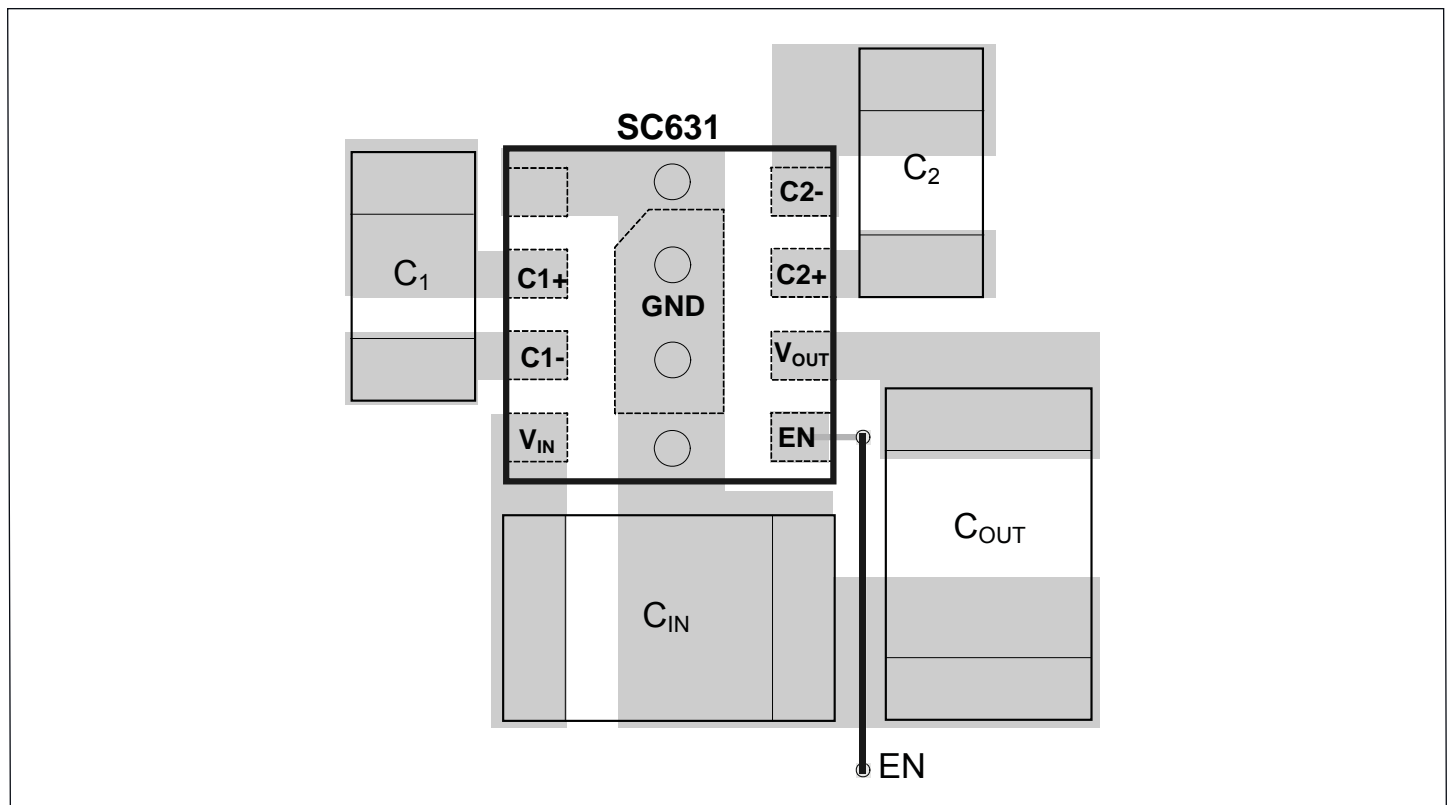 SC631
C2-
C2
C1
C1+
C2+
GND
C1-
VOUT
VIN
EN
COUT
CIN
EN